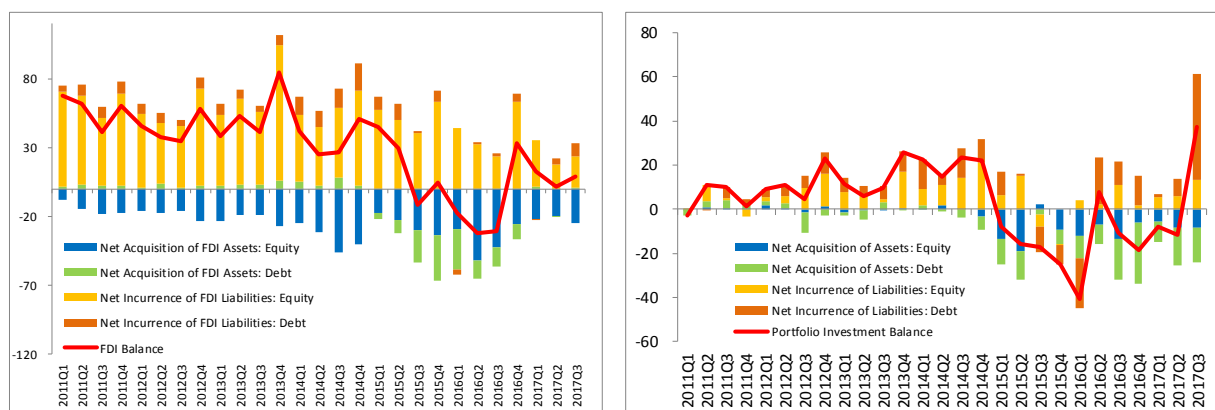 80
30
-20
-70
-120
Net Acquisition of FDI Assets: Equity
Net Acquisition of FDI Assets: Debt
Net Incurrence of FDI Liabilities: Equity
Net Incurrence of FDI Liabilities: Debt
FDI Balance
2011Q1
2011Q2
2011Q3
2011Q4
2012Q1
2012Q2
2012Q3
2012Q4
2013Q1
2013Q2
2013Q3
2013Q4
2014Q1
2014Q2
2014Q3
2014Q4
2015Q1
2015Q2
2015Q3
2015Q4
2016Q1
2016Q2
2016Q3
2016Q4
2017Q1
2017Q2
2017Q3
80
60
40
20
0
-20
-40
-60
Net Acquisition of Assets: Equity
Net Acquisition of Assets: Debt
Net Incurrence of Liabilities: Equity
Net Incurrence of Liabilities: Debt
Portfolio Investment Balance
2011Q1
2011Q2
2011Q3
2011Q4
2012Q1
2012Q2
2012Q3
2012Q4
2013Q1
2013Q2
2013Q3
2013Q4
2014Q1
2014Q2
2014Q3
2014Q4
2015Q1
2015Q2
2015Q3
2015Q4
2016Q1
2016Q2
2016Q3
2016Q4
2017Q1
2017Q2
2017Q3